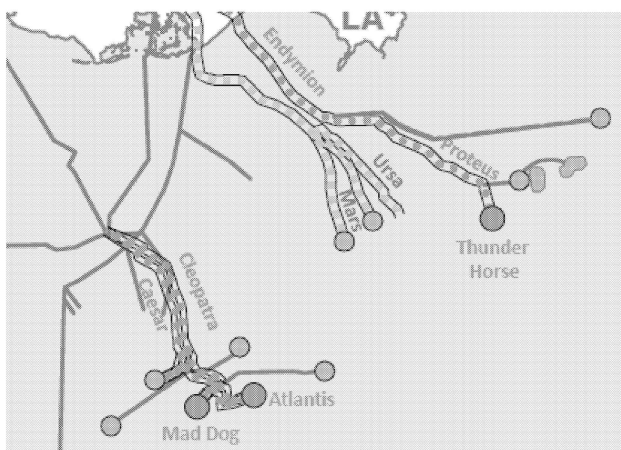 LA
Endymion
Proteus
Ursa
Mars
Thunder
Horse
Cleopatra
Caesar
Atlantis
Mad Dog